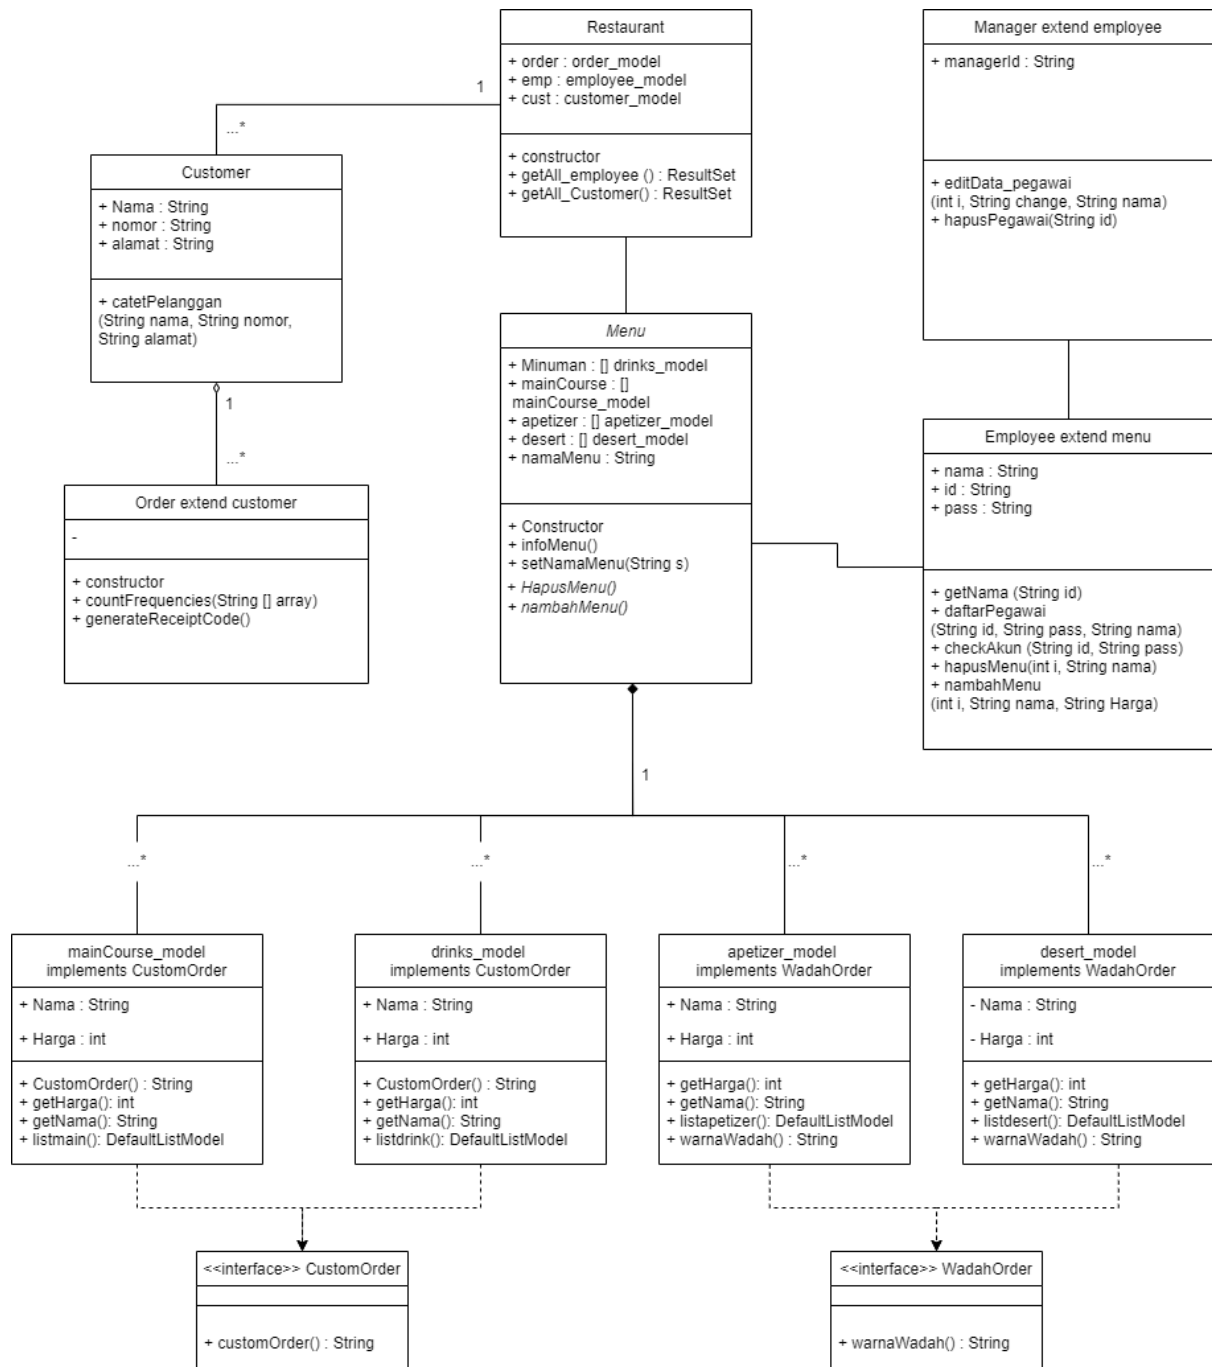 Restaurant
+ order : order_model
+ emp : employee_model
+ cust : customer_model
+ constructor
+ getAll_employee () : ResultSet
+ getAll_Customer() : ResultSet
Manager extend employee
+ managerId : String
+ editData_pegawai
(int i, String change, String nama)
+ hapusPegawai(String id)
1
...*
Customer
+ Nama : String
+ nomor : String
+ alamat : String
+ catetPelanggan
(String nama, String nomor,
String alamat)
1
...*
Order extend customer
-
+ constructor
+ countFrequencies(String [] array)
+ generateReceiptCode()
Menu
+ Minuman : [] drinks_model
+ mainCourse : []
mainCourse_model
+ apetizer : [] apetizer_model
+ desert : [] desert_model
+ namaMenu : String
+ Constructor
+ infoMenu()
+ setNamaMenu(String s)
+ HapusMenu()
+ nambahMenu()
Employee extend menu
+ nama : String
+ id : String
+ pass : String
+ getNama (String id)
+ daftarPegawai
(String id, String pass, String nama)
+ checkAkun (String id, String pass)
+ hapusMenu(int i, String nama)
+ nambahMenu
(int i, String nama, String Harga)
1
...*
...*
...*
...*
mainCourse_model
implements CustomOrder
+ Nama : String
+ Harga : int
+ CustomOrder() : String
+ getHarga(): int
+ getNama(): String
+ listmain(): DefaultListModel
drinks_model
implements CustomOrder
+ Nama : String
+ Harga : int
+ CustomOrder() : String
+ getHarga(): int
+ getNama(): String
+ listdrink(): DefaultListModel
apetizer_model
implements WadahOrder
+ Nama : String
+ Harga : int
+ getHarga(): int
+ getNama(): String
+ listapetizer(): DefaultListModel
+ warnaWadah() : String
desert_model
implements WadahOrder
- Nama : String
- Harga : int
+ getHarga(): int
+ getNama(): String
+ listdesert(): DefaultListModel
+ warnaWadah() : String
<<interface>> CustomOrder
+ customOrder() : String
<<interface>> WadahOrder
+ warnaWadah() : String